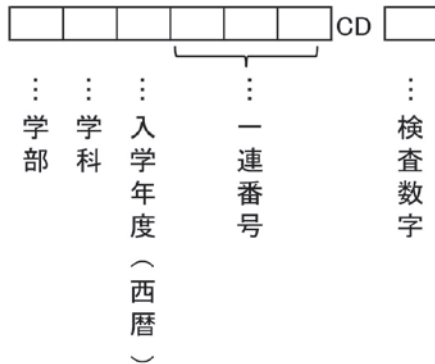 CD
学部
学科
入学年度（西暦）
一連番号
検査数字